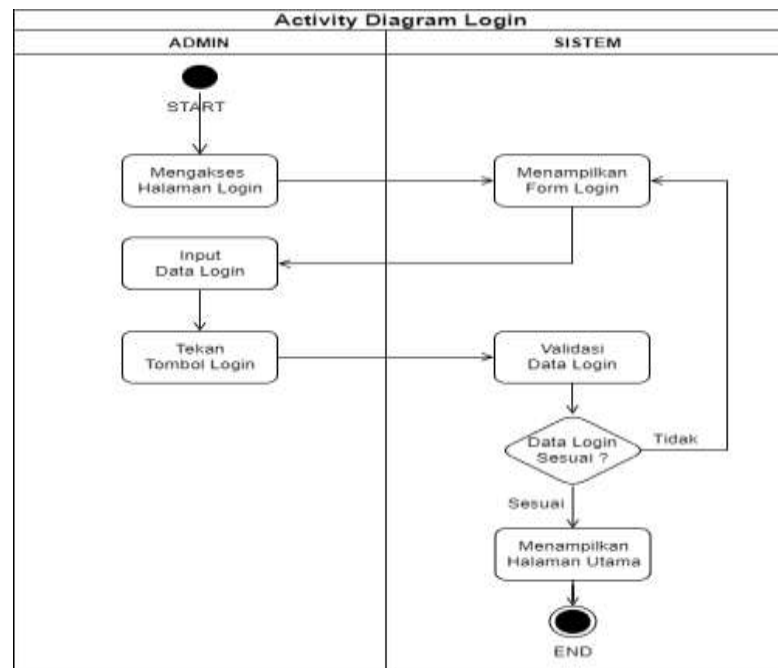 Activity Diagram Login
ADMIN
SISTEM
START
Mengakses
Halaman Login
Menampilkan
Form Login
Input
Data Login
Tekan
Tombol Login
Validasi
Data Login
Data Login
Sesuai ?
Tidak
Sesuai
Menampilkan
Halaman Utama
END